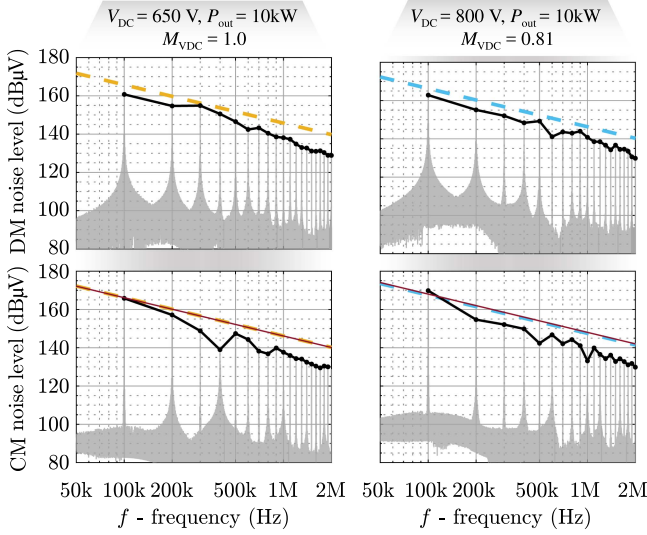 V_DC = 650 V, P_out = 10kW
M_VDC = 1.0
V_DC = 800 V, P_out = 10kW
M_VDC = 0.81
DM noise level (dBµV)
180
160
140
120
100
80
CM noise level (dBµV)
180
160
140
120
100
80
50k 100k 200k 500k 1M 2M
f - frequency (Hz)
50k 100k 200k 500k 1M 2M
f - frequency (Hz)